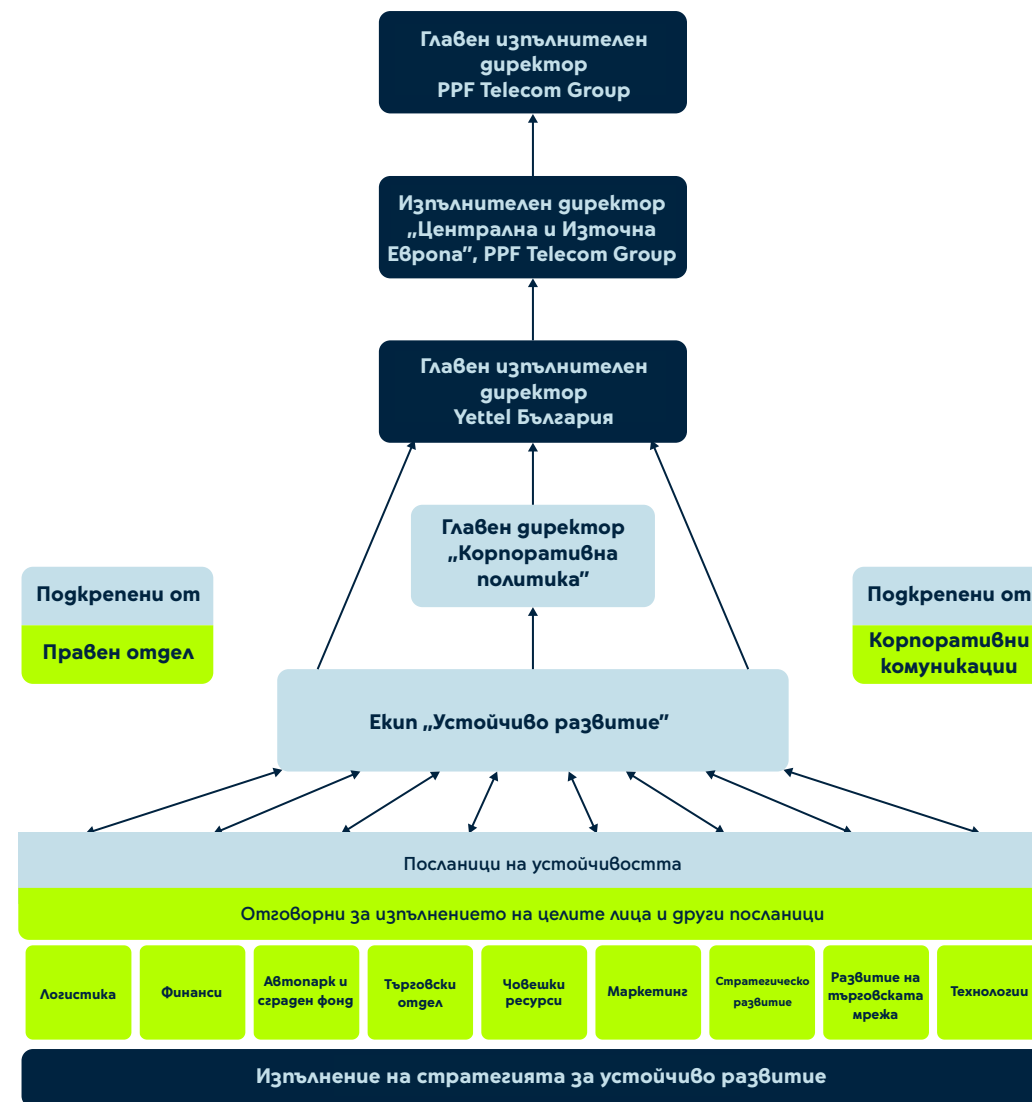 Главен изпълнителен
директор
PPF Telecom Group
Изпълнителен директор
„Централна и Източна
Европа”, PPF Telecom Group
Главен изпълнителен
директор
Yettel България
Главен директор
„Корпоративна
политика”
Подкрепени от
Правен отдел
Подкрепени от
Корпоративни
комуникации
Екип „Устойчиво развитие”
Посланици на устойчивостта
Отговорни за изпълнението на целите лица и други посланици
Логистика
Финанси
Автопарк и
сграден фонд
Търговски
отдел
Човешки
ресурси
Маркетинг
Стратегическо
развитие
Развитие на
търговската
мрежа
Технологии
Изпълнение на стратегията за устойчиво развитие